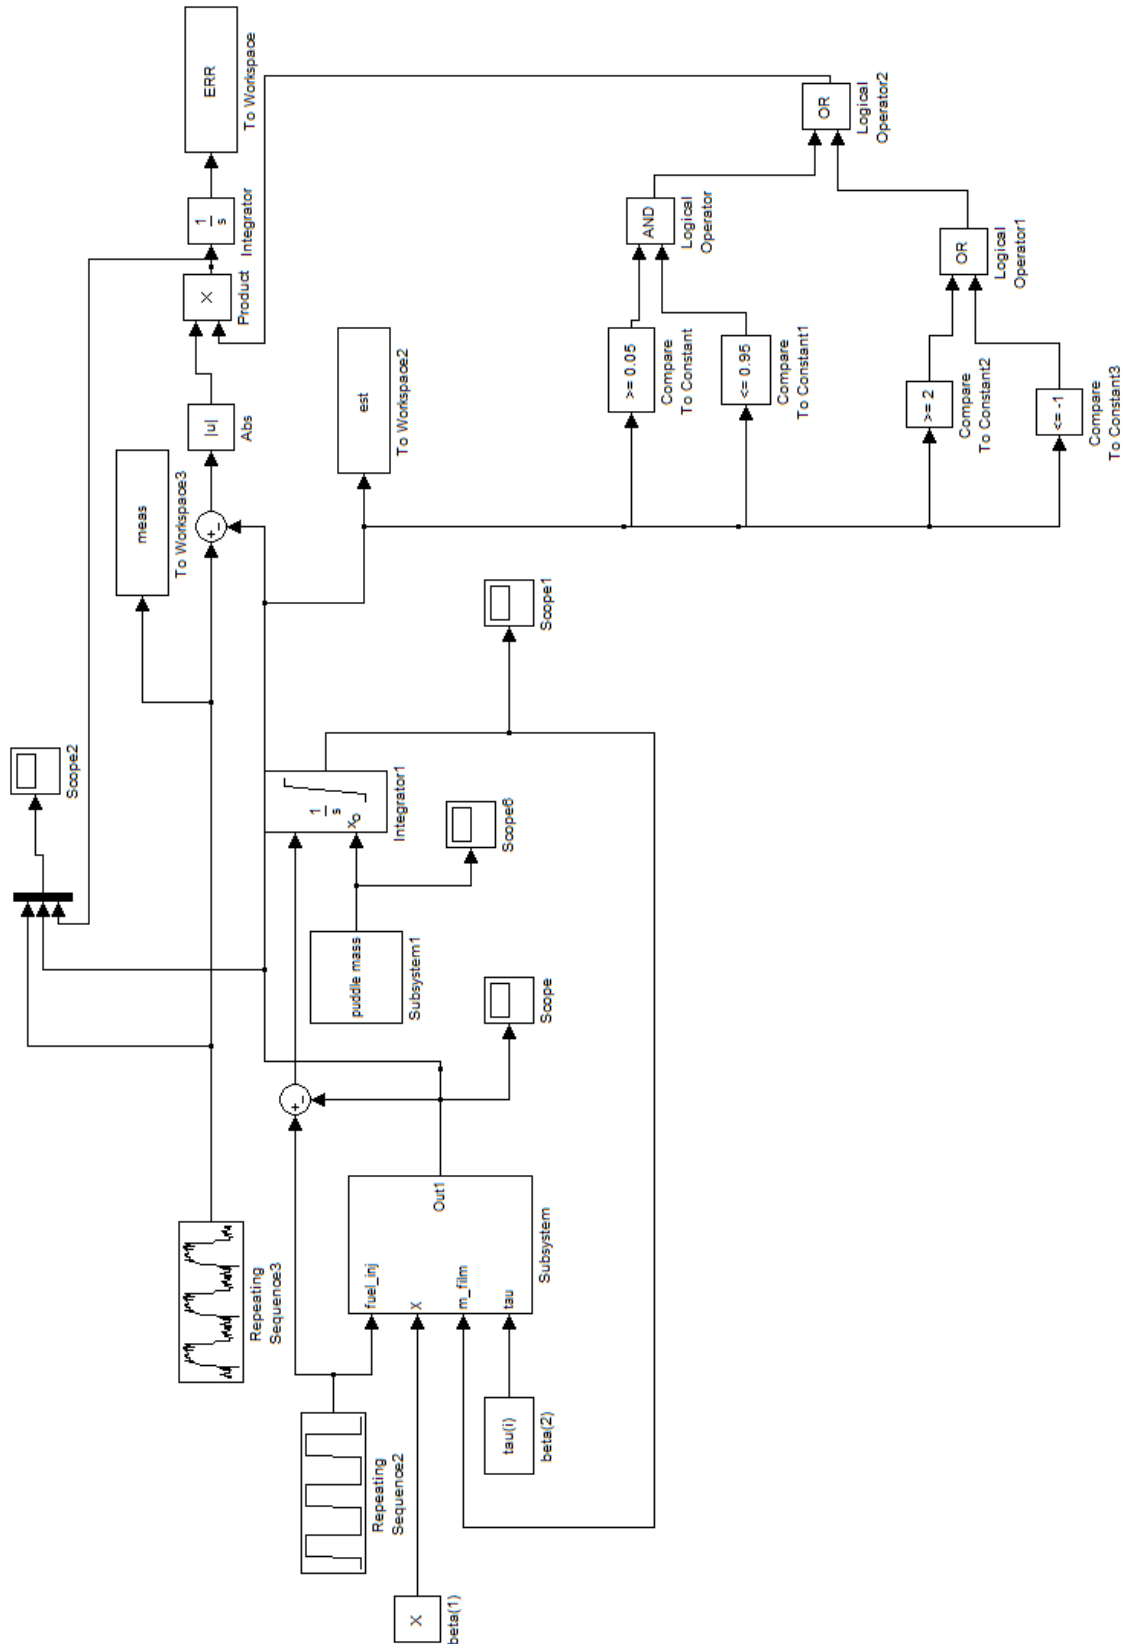 X
beta(1)
Repeating
Sequence2
tau(i)
beta(2)
Repeating
Sequence3
fuel_inj
X
m_film
tau
Out1
Subsystem
+
-
Scope
puddle mass
Subsystem1
Scope6
1
s
xo
Integrator1
Scope2
Scope1
meas
To Workspace3
+
-
|u|
Abs
est
To Workspace2
X
Product
1
s
Integrator
ERR
To Workspace
>= 0.05
Compare
To Constant
<= 0.95
Compare
To Constant1
>= 2
Compare
To Constant2
<= -1
Compare
To Constant3
AND
Logical
Operator
OR
Logical
Operator1
OR
Logical
Operator2